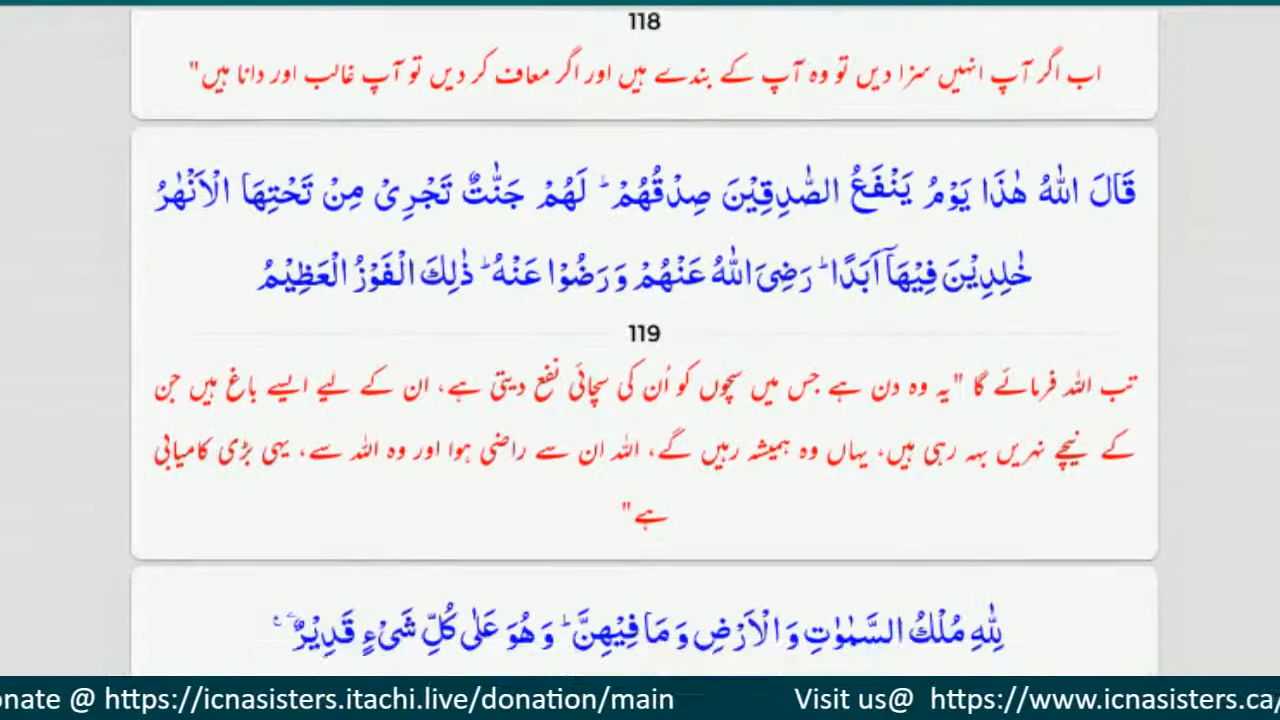 118
اب اگر آپ انہیں سزا دیں تو وہ آپ کے بندے ہیں اور اگر معاف کر دیں تو آپ غالب اور دانا ہیں"
قَالَ اللّٰهُ هٰذَا يَوْمُ يَنْفَعُ الصّٰدِقِيْنَ صِدْقُهُمْ ؕ لَهُمْ جَنّٰتٌ تَجْرِىْ مِنْ تَحْتِهَا الْاَنْهٰرُ
خٰلِدِيْنَ فِيْهَاۤ اَبَدًا ؕ رَضِىَ اللّٰهُ عَنْهُمْ وَرَضُوْا عَنْهُ ؕ ذٰلِكَ الْفَوْزُ الْعَظِيْمُ
119
تب اللہ فرمائے گا "یہ وہ دن ہے جس میں سچوں کو اُن کی سچائی نفع دیتی ہے، ان کے لیے ایسے باغ ہیں جن
کے نیچے نہریں بہہ رہی ہیں، یہاں وہ ہمیشہ رہیں گے، اللہ ان سے راضی ہوا اور وہ اللہ سے، یہی بڑی کامیابی
ہے"
لِلّٰهِ مُلْكُ السَّمٰوٰتِ وَالْاَرْضِ وَمَا فِيْهِنَّ ؕ وَهُوَ عَلٰى كُلِّ شَىْءٍ قَدِيْرٌ
onate @ https://icnasisters.itachi.live/donation/main Visit us@ https://www.icnasisters.ca/